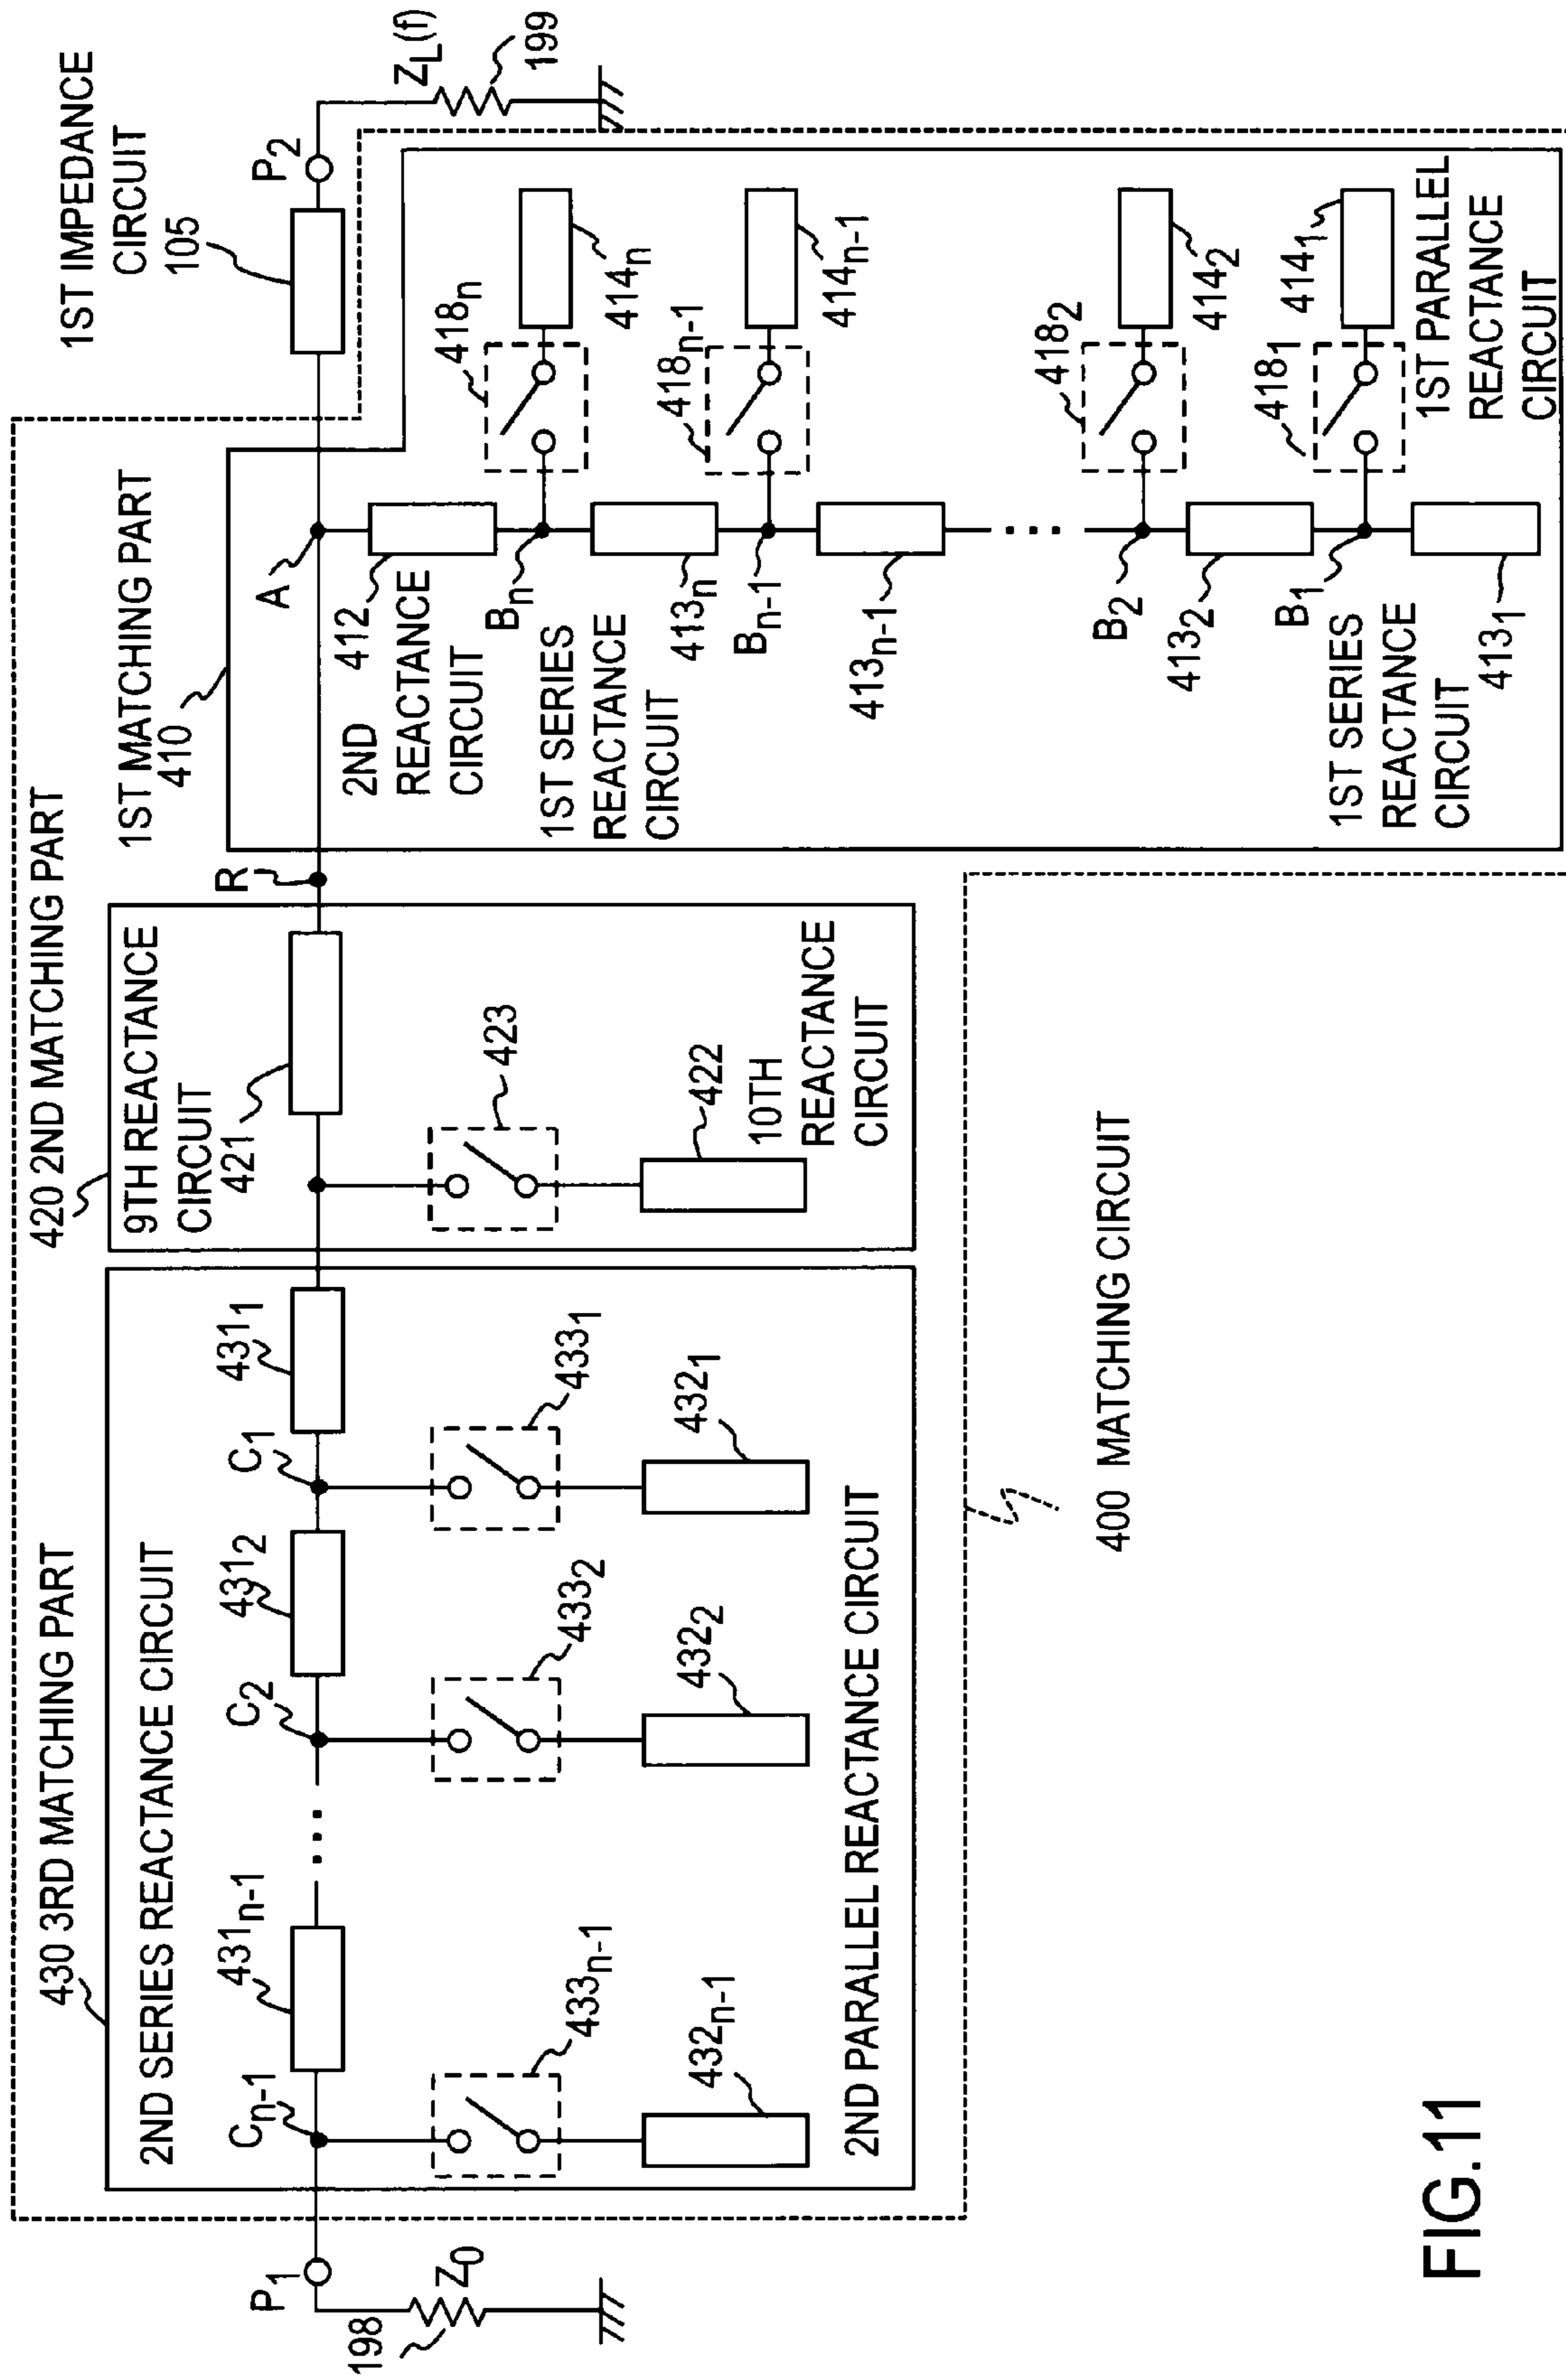 430 3RD MATCHING PART
420 2ND MATCHING PART
1ST MATCHING PART
410
1ST IMPEDANCE
CIRCUIT
105
2ND SERIES REACTANCE CIRCUIT
431n-1
4312
4311
Cn-1
C2
C1
433n-1
4332
4331
432n-1
4322
4321
2ND PARALLEL REACTANCE CIRCUIT
P1
198
Z0
9TH REACTANCE
CIRCUIT
421
423
422
10TH
REACTANCE
CIRCUIT
R
A
P2
ZL(f)
199
2ND
412
REACTANCE
CIRCUIT
Bn
418n
414n
1ST SERIES
REACTANCE
CIRCUIT
413n
Bn-1
418n-1
414n-1
413n-1
B2
4182
4142
4132
B1
4181
4141
1ST SERIES
REACTANCE
CIRCUIT
4131
1ST PARALLEL
REACTANCE
CIRCUIT
400 MATCHING CIRCUIT
FIG.11